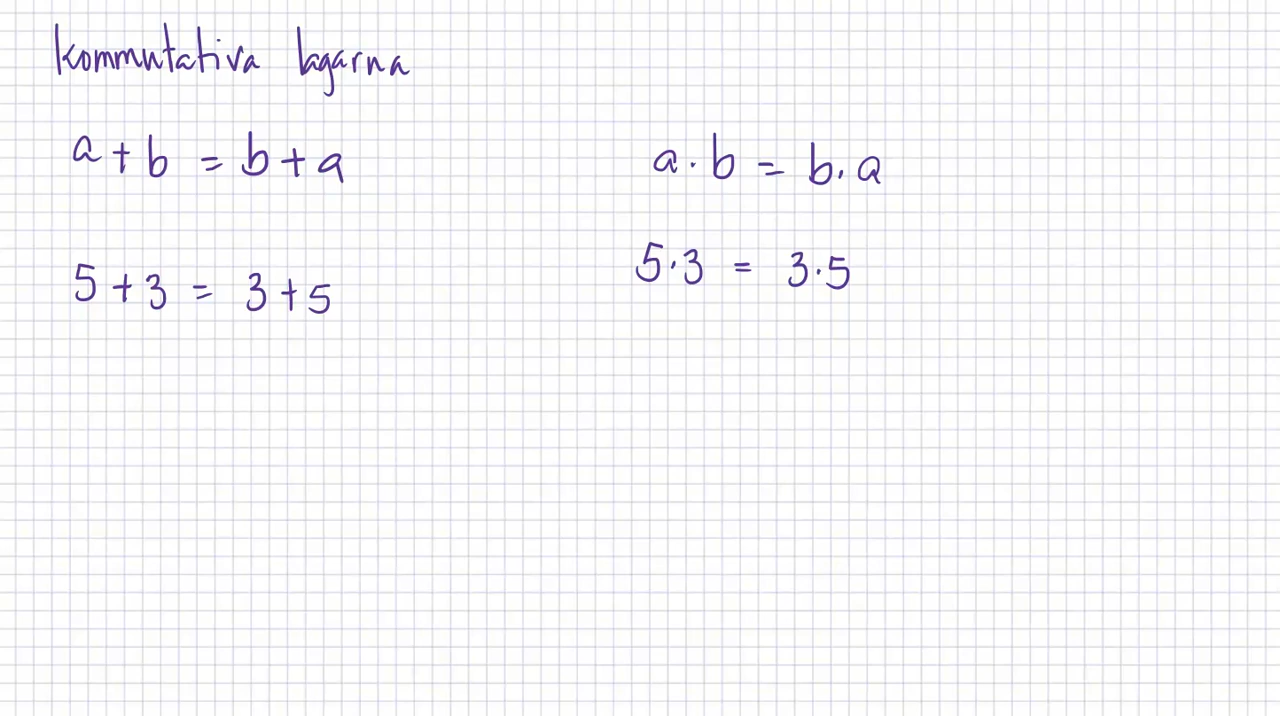 kommutativa lagarna
a + b = b + a
a · b = b · a
5 + 3 = 3 + 5
5 · 3 = 3 · 5